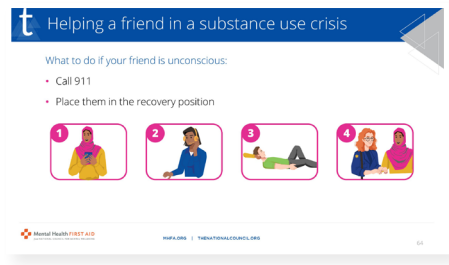 t Helping a friend in a substance use crisis
What to do if your friend is unconscious:
• Call 911
• Place them in the recovery position
1 2 3 4
Mental Health FIRST AID
MHFA.ORG | THENATIONALCOUNCIL.ORG
64